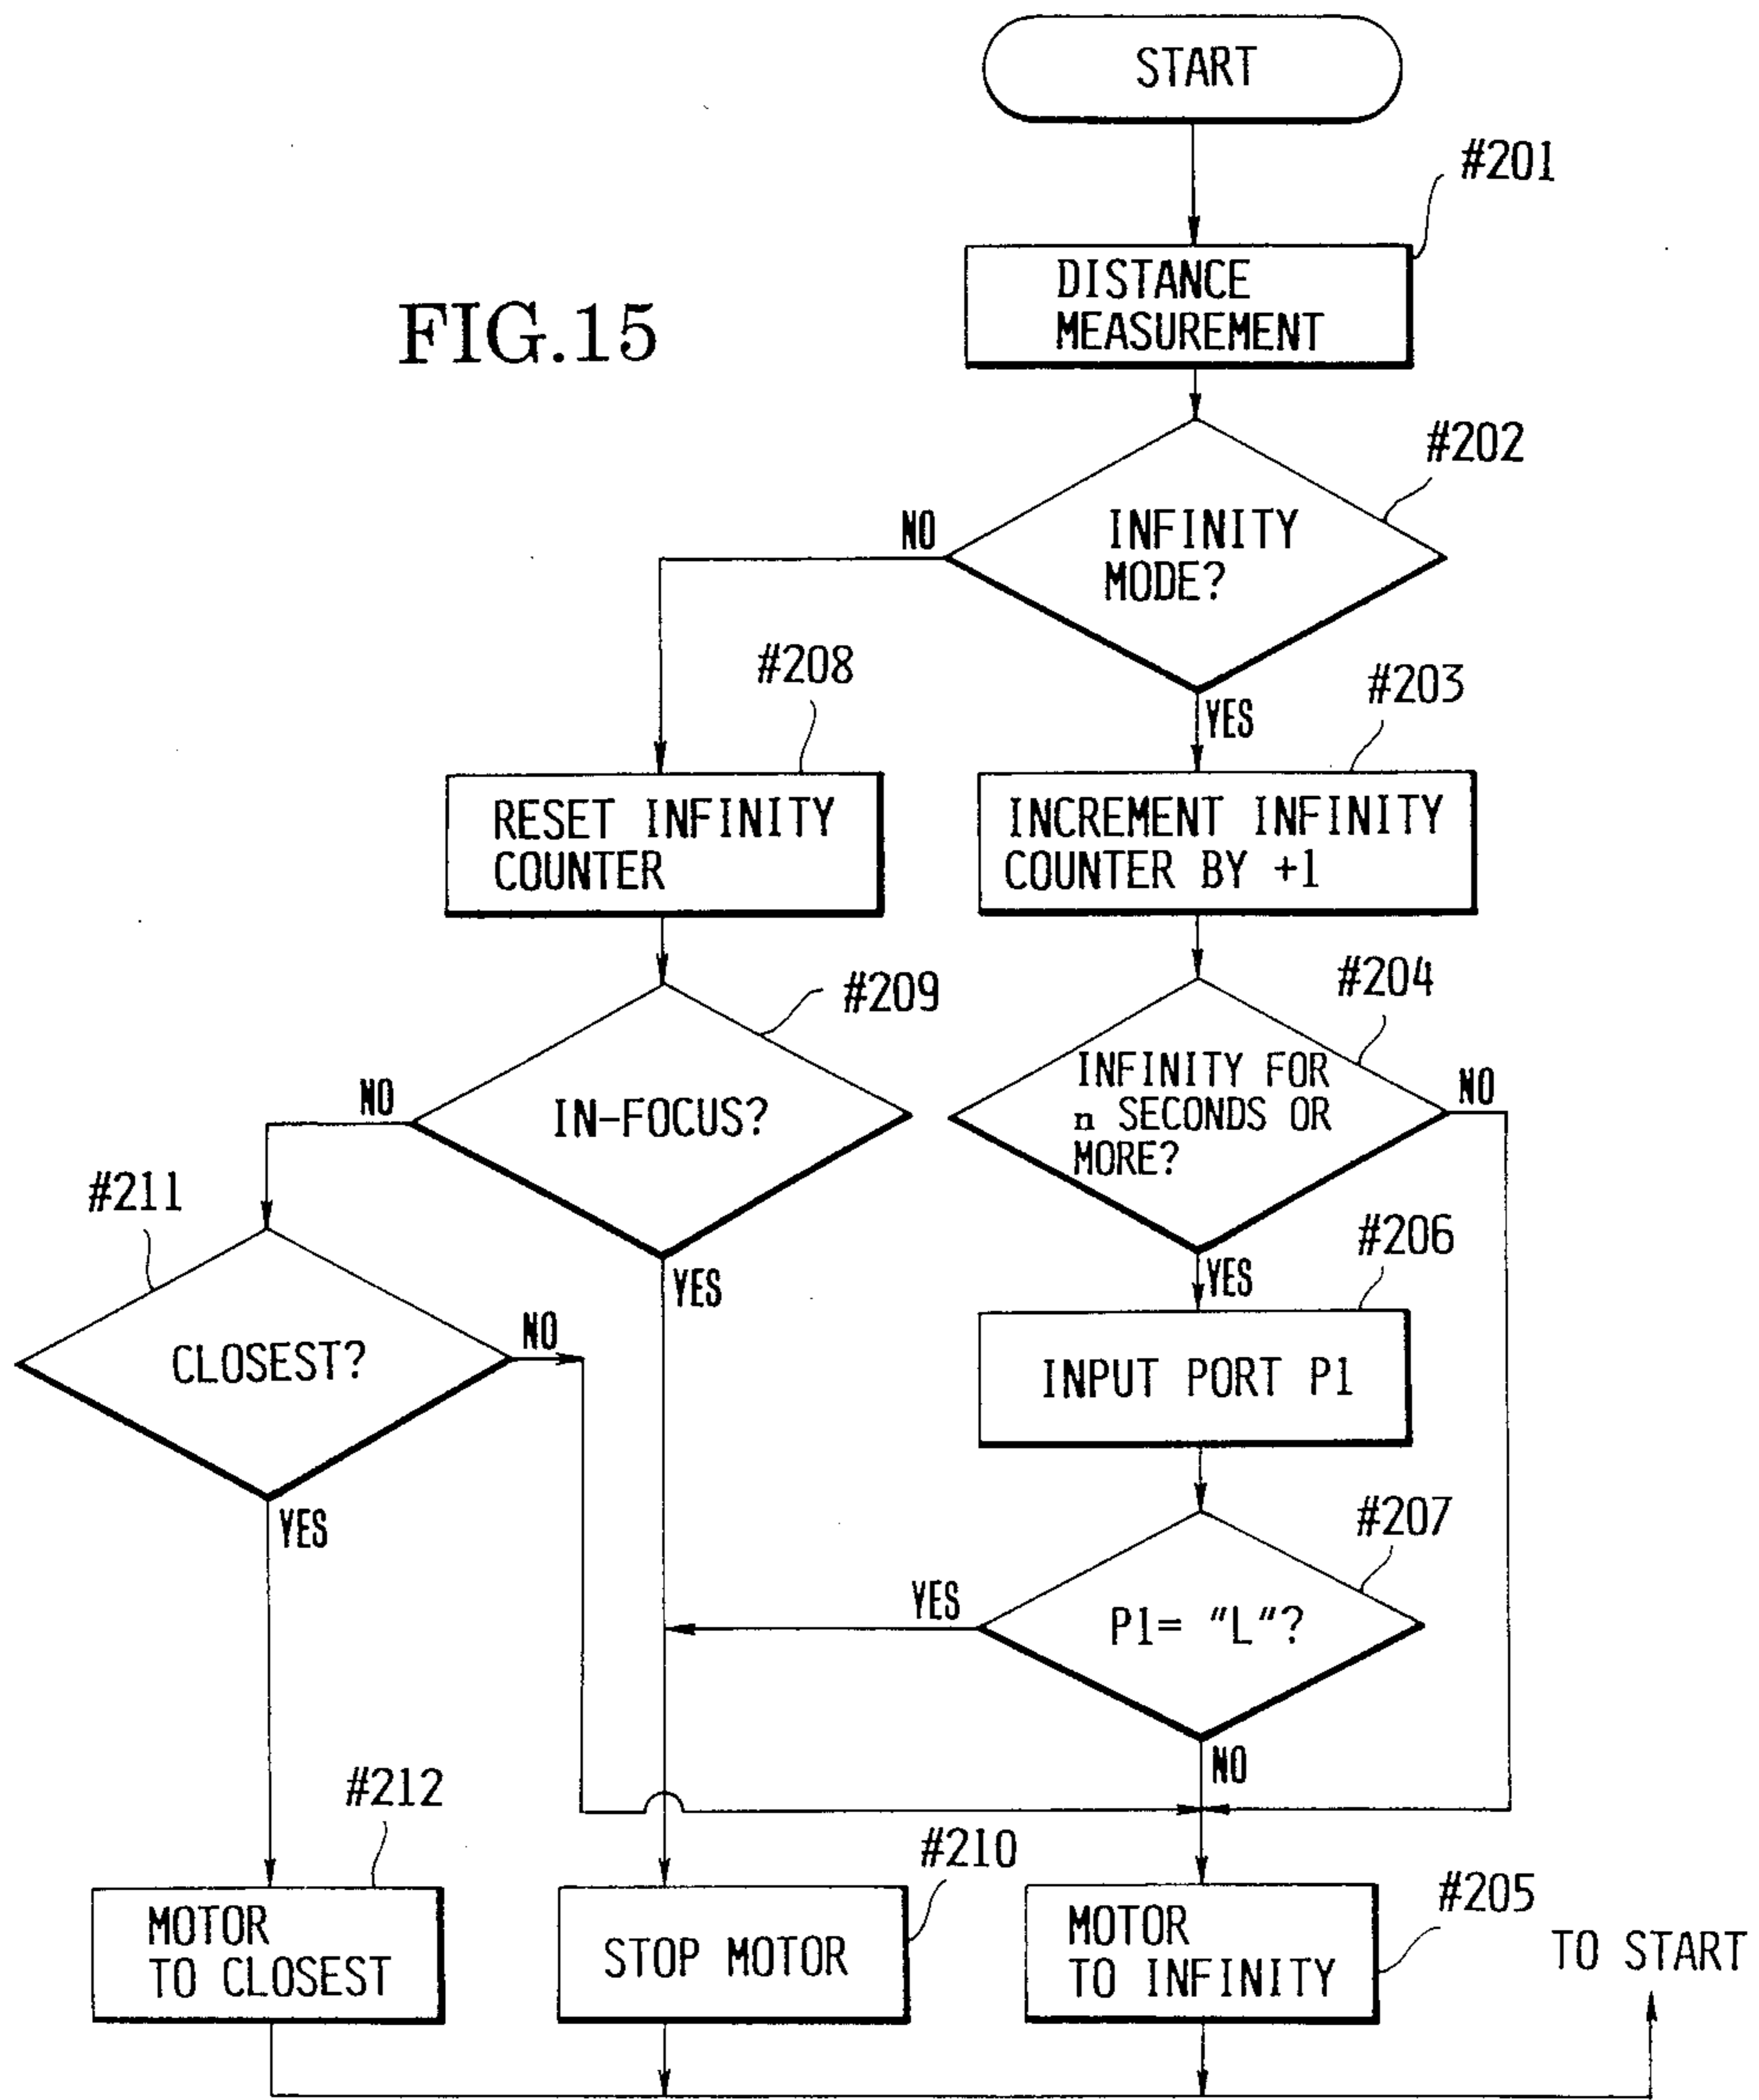 START
#201
DISTANCE
MEASUREMENT
FIG.15
#202
NO
INFINITY
MODE?
#208
#203
YES
RESET INFINITY
COUNTER
INCREMENT INFINITY
COUNTER BY +1
#209
#204
NO
IN-FOCUS?
INFINITY FOR
n SECONDS OR
MORE?
NO
#211
#206
YES
YES
CLOSEST?
NO
INPUT PORT P1
YES
#207
YES
P1= "L"?
NO
#212
#210
#205
MOTOR
TO CLOSEST
STOP MOTOR
MOTOR
TO INFINITY
TO START